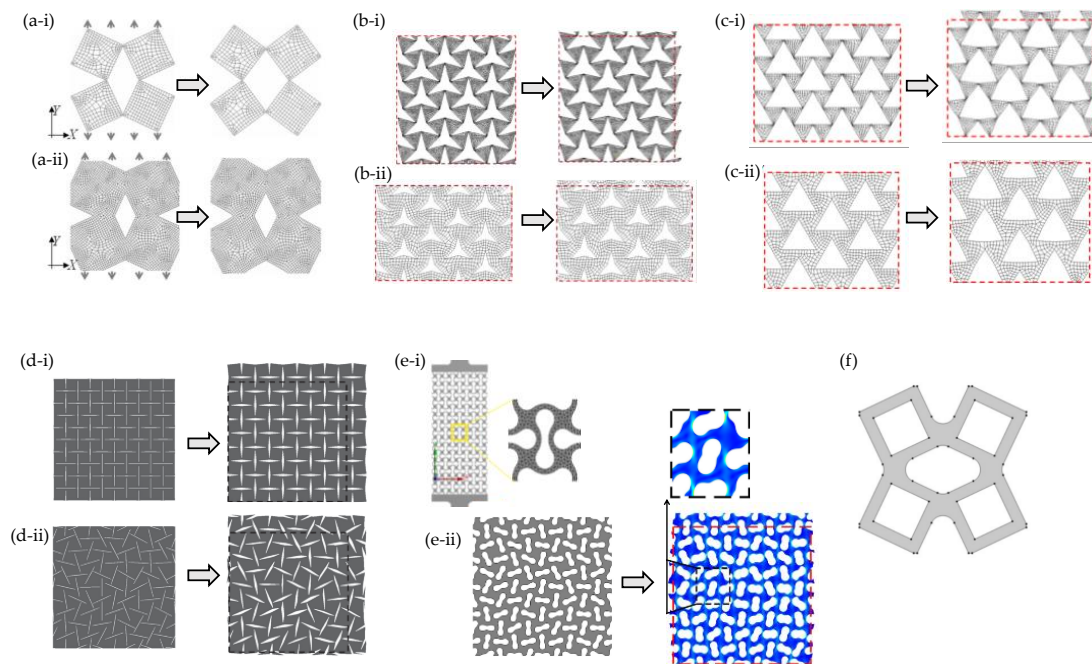 (a-i)
Y
X
(a-ii)
Y
X
(b-i)
(b-ii)
(c-i)
(c-ii)
(d-i)
(d-ii)
(e-i)
(e-ii)
(f)